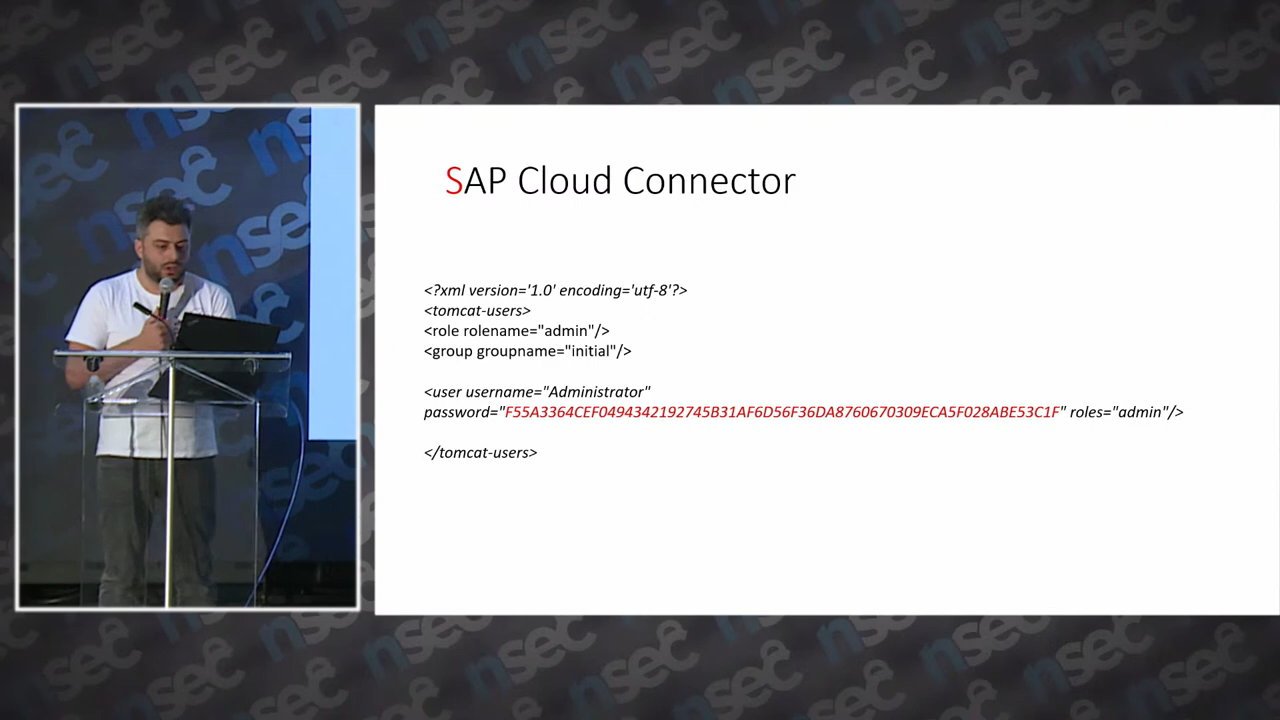 SAP Cloud Connector
<?xml version='1.0' encoding='utf-8'?>
<tomcat-users>
<role rolename="admin"/>
<group groupname="initial"/>
<user username="Administrator"
password="F55A3364CEF0494342192745B31AF6D56F36DA8760670309ECA5F028ABE53C1F" roles="admin"/>
</tomcat-users>
nsec